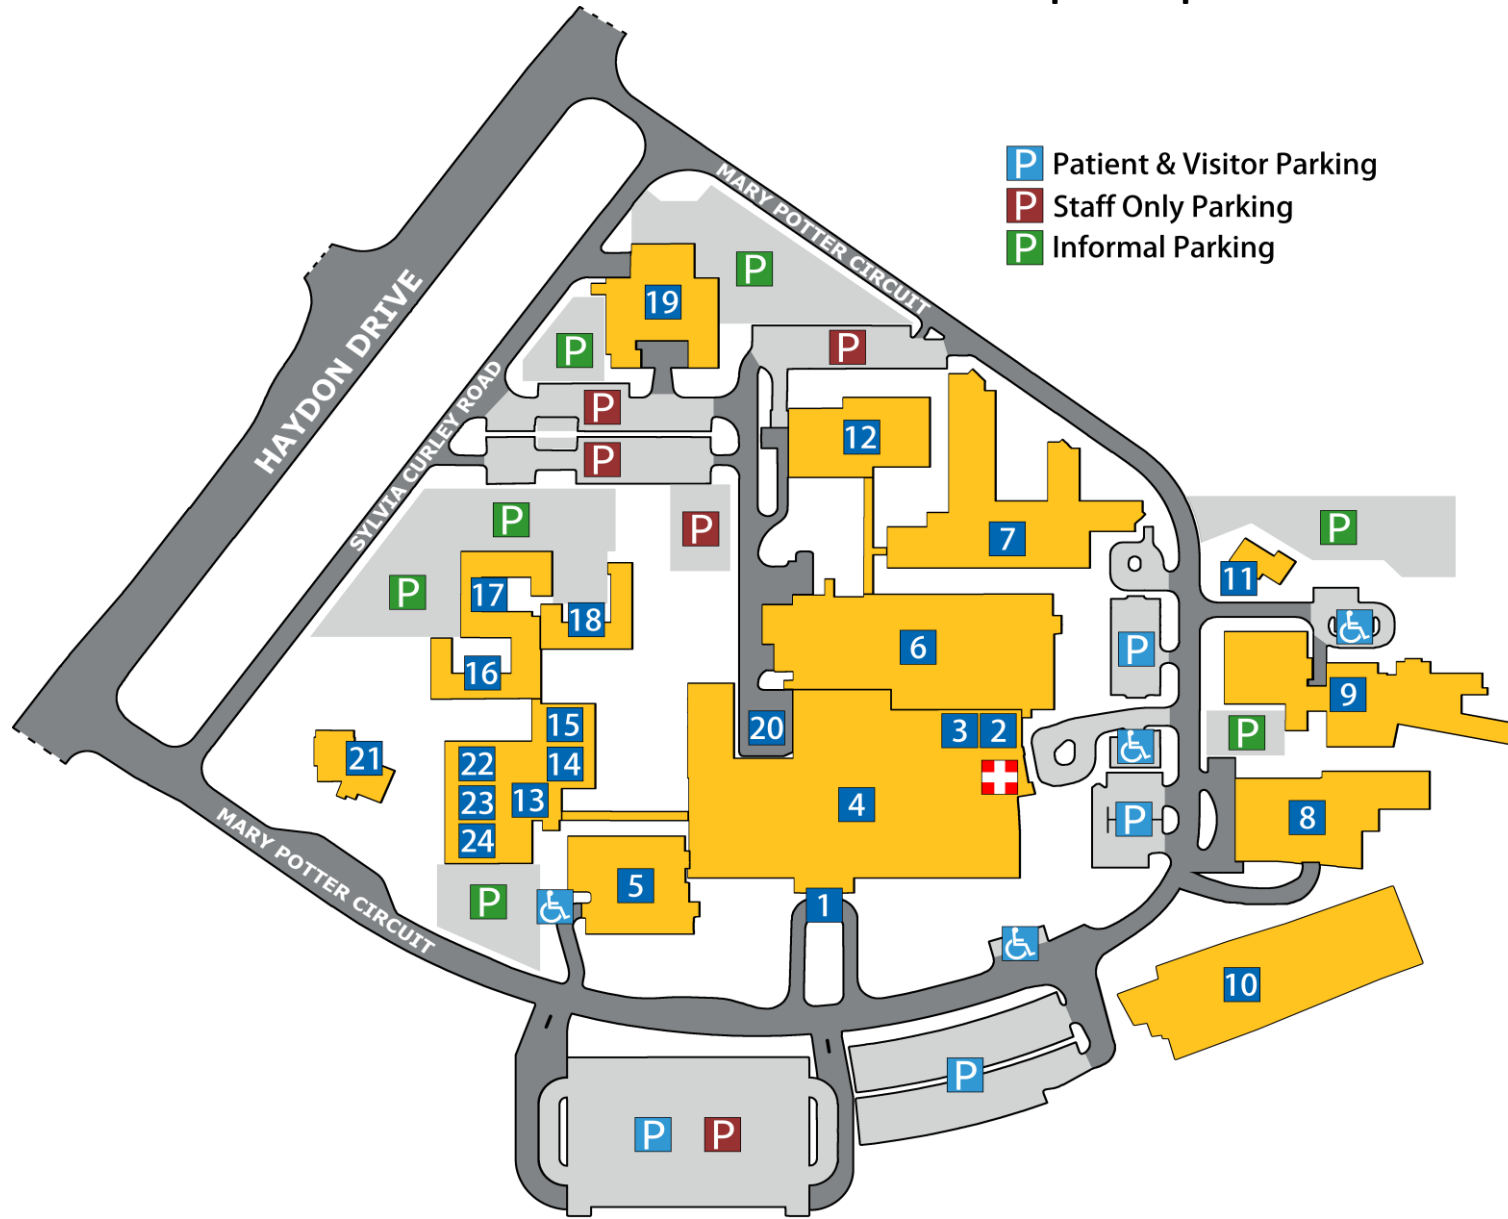 P Patient & Visitor Parking
P Staff Only Parking
P Informal Parking
MARY POTTER CIRCUIT
HAYDON DRIVE
SYLVIA CURLEY ROAD
P
19
P
P
P
12
P
P
P
7
P
11
P
17
18
6
P
16
9
15
20
3
2
P
21
22
14
23
13
4
P
8
24
5
P
1
MARY POTTER CIRCUIT
10
P
P
P